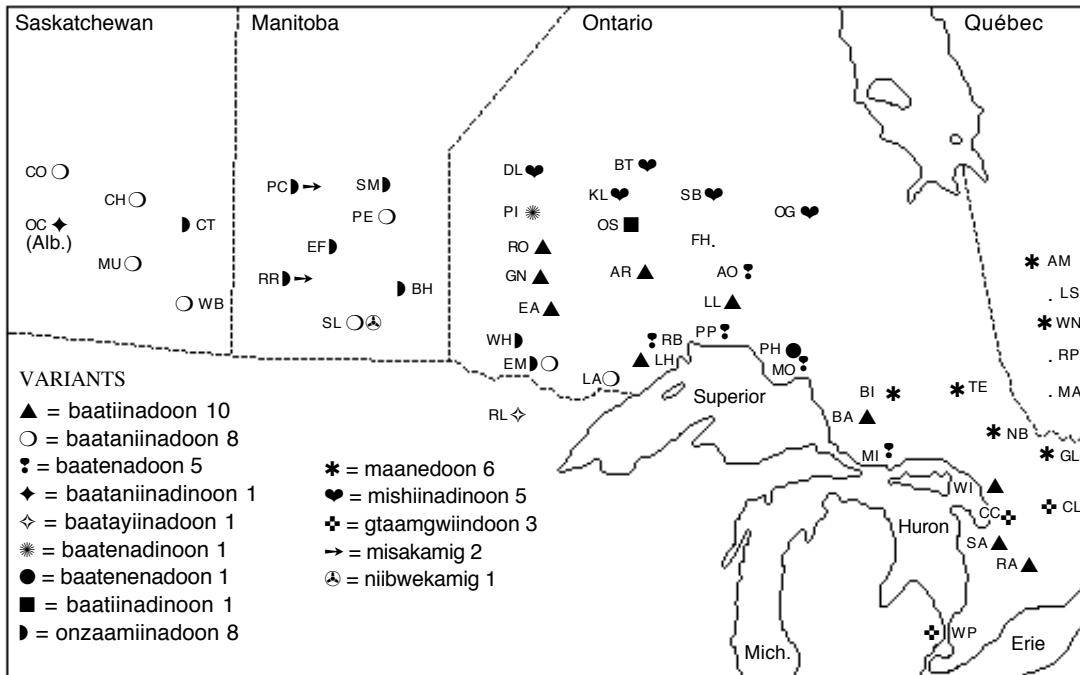 Saskatchewan Manitoba Ontario Québec
CO
CH
OC
(Alb.)
CT
MU
WB
PC
SM
PE
EF
RR
BH
SL
DL
BT
KL
SB
PI
OS
OG
FH
RO
GN
AR
AO
EA
LL
WH
EM
RB
PP
PH
LH
MO
LA
RL
AM
LS
WN
RP
MA
BI
TE
BA
NB
MI
GL
WI
CC
CL
SA
RA
WP
Superior
Huron
Mich.
Erie
VARIANTS
▲ = baatiinadoon 10
❍ = baataniinadoon 8
❢ = baatenadoon 5
✦ = bataaniinadinoon 1
✧ = baatayiinadoon 1
✺ = baatenadinoon 1
● = baatenenadoon 1
■ = baatiinadinoon 1
◗ = onzaamiinadoon 8
✱ = maanedoon 6
♥ = mishiinadinoon 5
✤ = gtaamgwiindoon 3
➙ = misakamig 2
✇ = niibwekamig 1